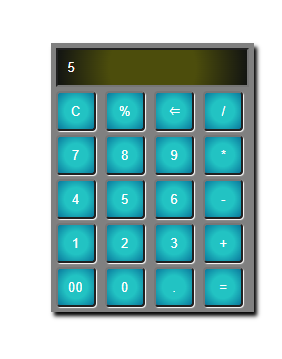 5
C % ⇐ /
7 8 9 *
4 5 6 -
1 2 3 +
00 0 . =